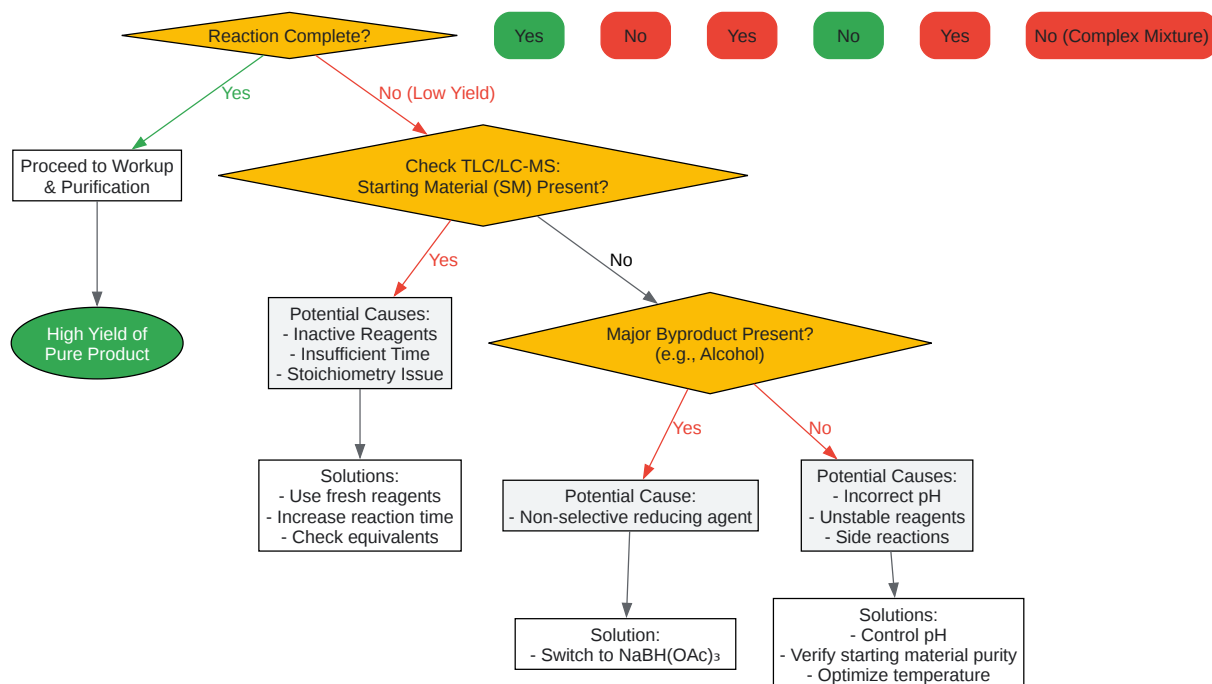 Reaction Complete?
Yes
No
Yes
No
Yes
No (Complex Mixture)
Yes
No (Low Yield)
Proceed to Workup
& Purification
Check TLC/LC-MS:
Starting Material (SM) Present?
Yes
No
High Yield of
Pure Product
Potential Causes:
- Inactive Reagents
- Insufficient Time
- Stoichiometry Issue
Major Byproduct Present?
(e.g., Alcohol)
Yes
No
Solutions:
- Use fresh reagents
- Increase reaction time
- Check equivalents
Potential Cause:
- Non-selective reducing agent
Potential Causes:
- Incorrect pH
- Unstable reagents
- Side reactions
Solution:
- Switch to NaBH(OAc)₃
Solutions:
- Control pH
- Verify starting material purity
- Optimize temperature